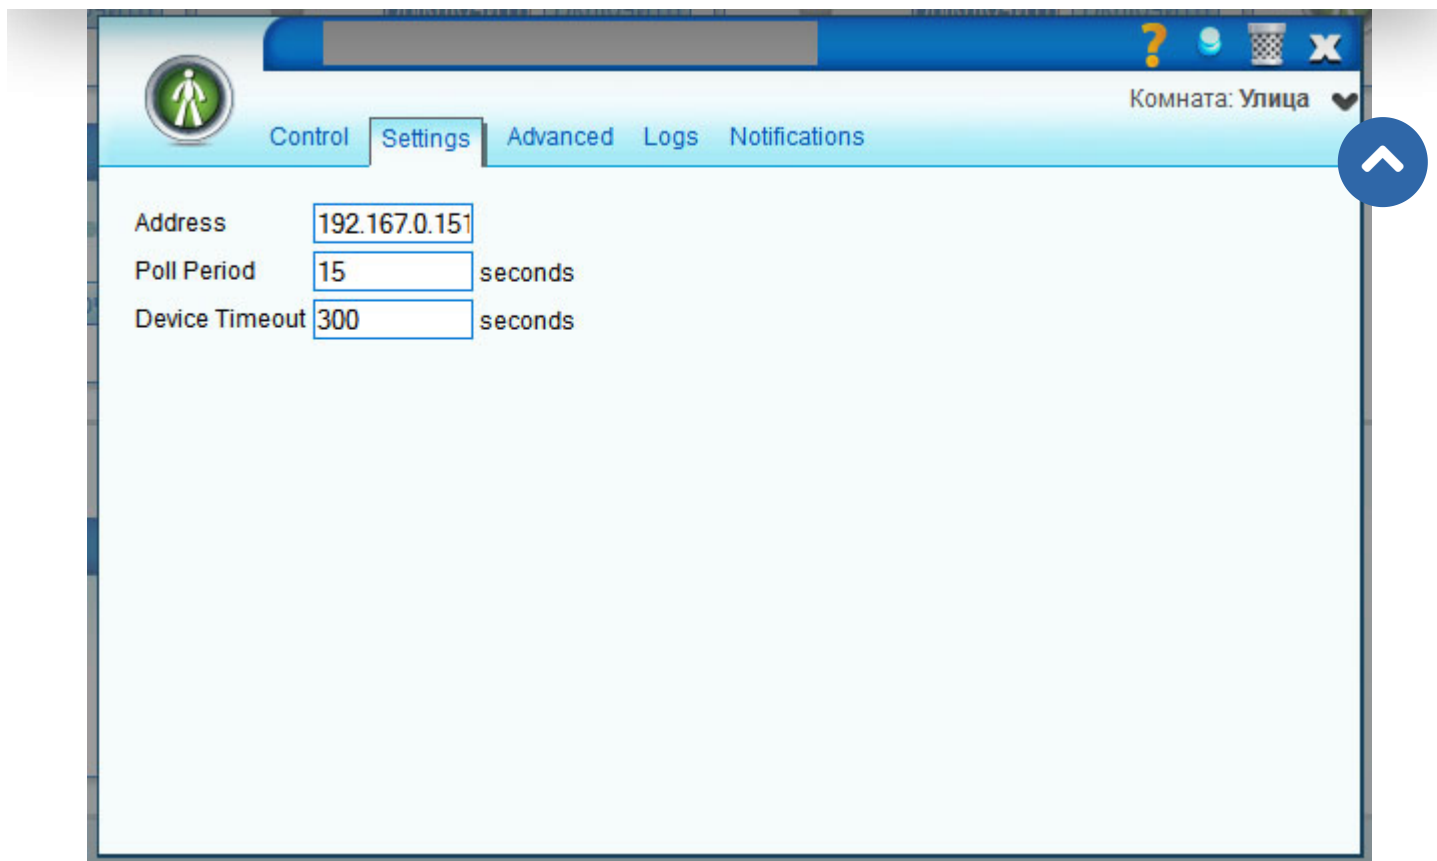 Комната: Улица
Control Settings Advanced Logs Notifications
Address 192.167.0.151
Poll Period 15 seconds
Device Timeout 300 seconds